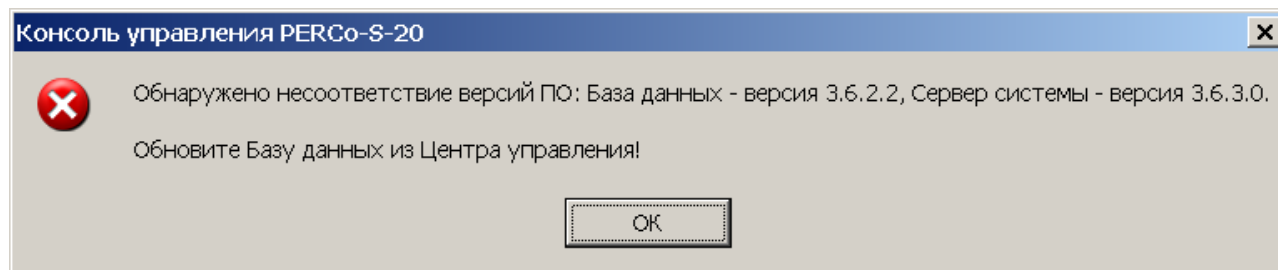 Консоль управления PERCo-S-20
Обнаружено несоответствие версий ПО: База данных - версия 3.6.2.2, Сервер системы - версия 3.6.3.0.
Обновите Базу данных из Центра управления!
ОК